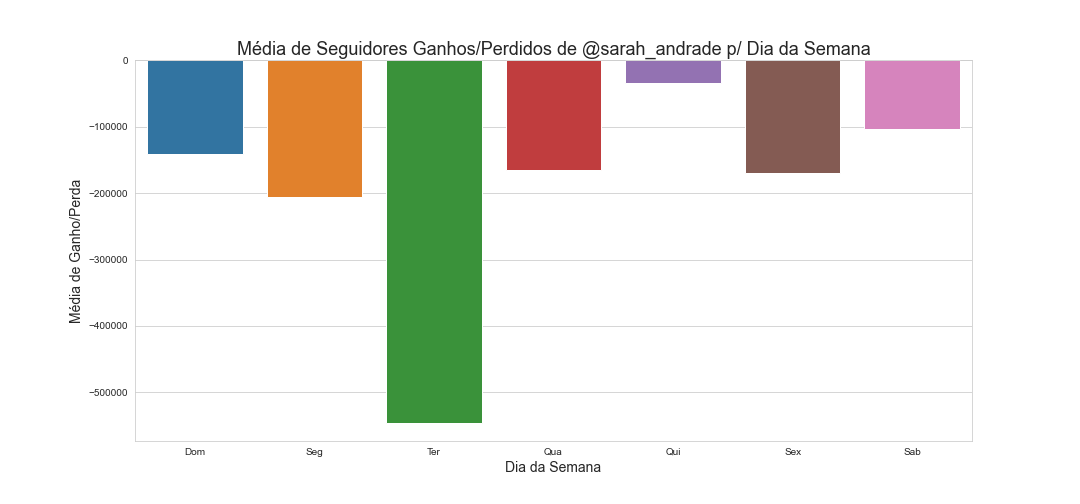 Média de Seguidores Ganhos/Perdidos de @sarah_andrade p/ Dia da Semana
Média de Ganho/Perda
0
−100000
−200000
−300000
−400000
−500000
Dom Seg Ter Qua Qui Sex Sab
Dia da Semana